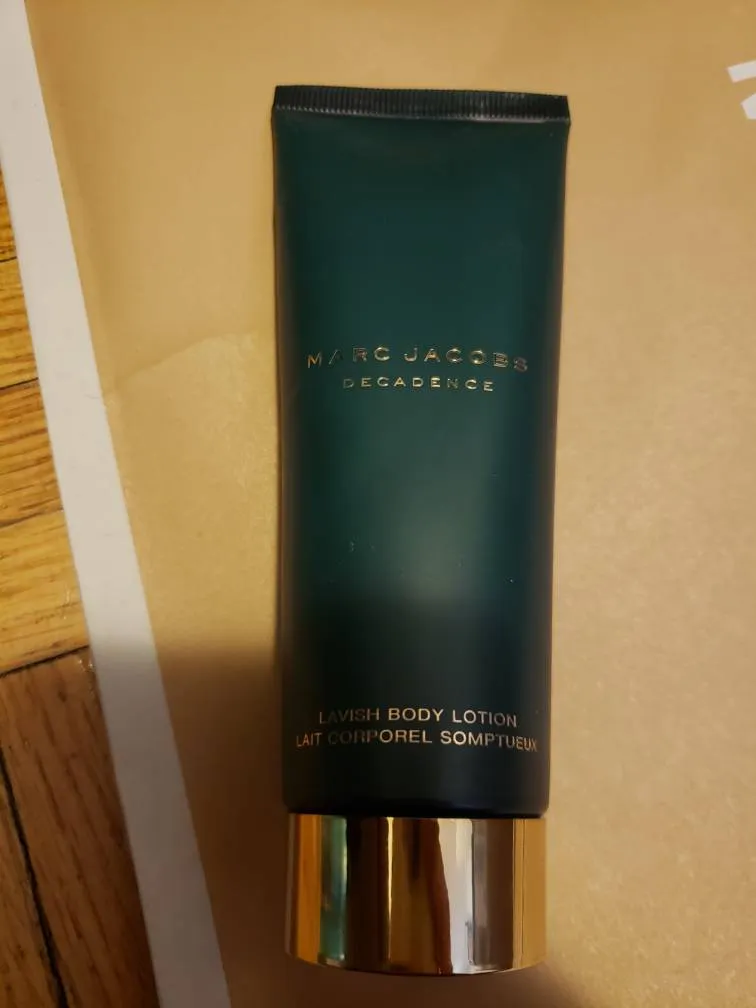 MARC JACOBS
DECADENCE
LAVISH BODY LOTION
LAIT CORPOREL SOMPTUEUX